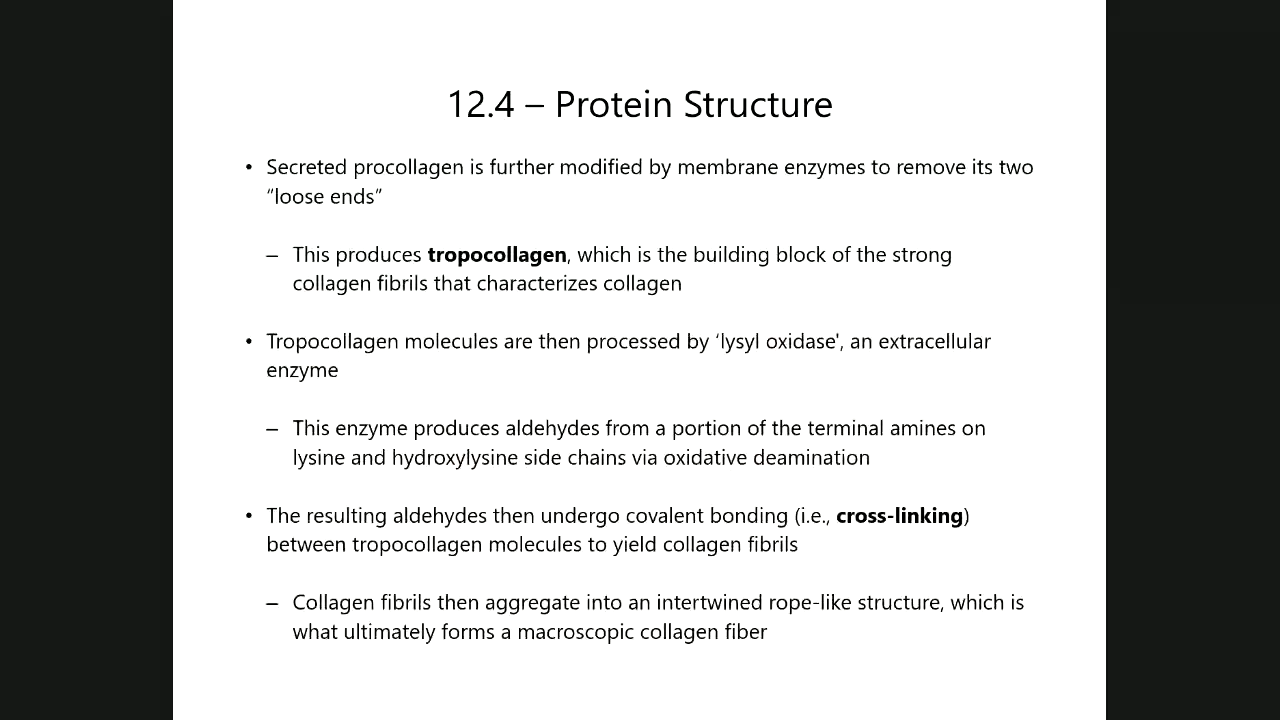 12.4 – Protein Structure
• Secreted procollagen is further modified by membrane enzymes to remove its two
“loose ends”
– This produces tropocollagen, which is the building block of the strong
collagen fibrils that characterizes collagen
• Tropocollagen molecules are then processed by ‘lysyl oxidase', an extracellular
enzyme
– This enzyme produces aldehydes from a portion of the terminal amines on
lysine and hydroxylysine side chains via oxidative deamination
• The resulting aldehydes then undergo covalent bonding (i.e., cross-linking)
between tropocollagen molecules to yield collagen fibrils
– Collagen fibrils then aggregate into an intertwined rope-like structure, which is
what ultimately forms a macroscopic collagen fiber